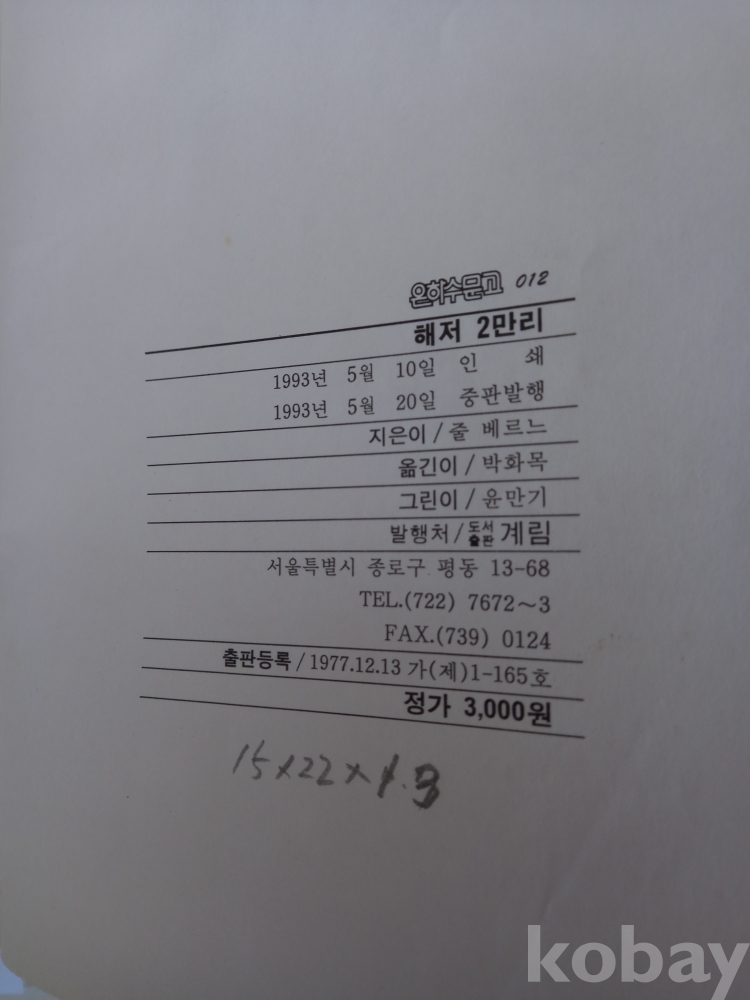 은하수문고 012
해저 2만리
1993년 5월 10일 인 쇄
1993년 5월 20일 중판발행
지은이 / 줄 베르느
옮긴이 / 박화목
그린이 / 윤만기
발행처 / 도서출판 계림
서울특별시 종로구 평동 13-68
TEL.(722) 7672~3
FAX.(739) 0124
출판등록 / 1977.12.13 가(제)1-165호
정가 3,000원
15×22×1.3
kobay